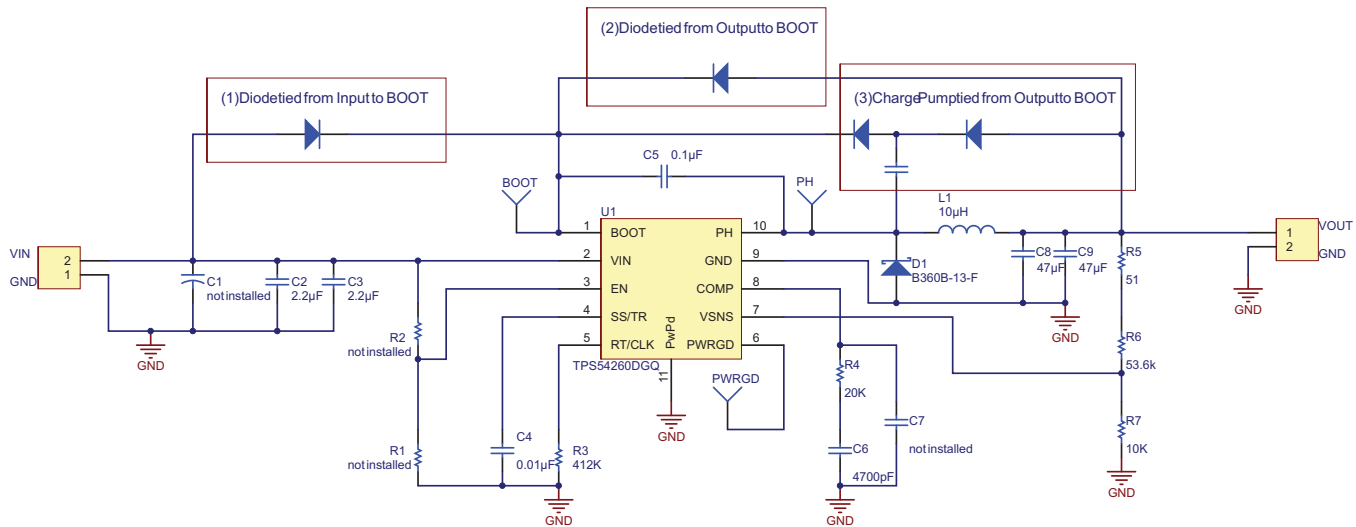 (2)Diodetied from Outputto BOOT
(1)Diodetied from Inputto BOOT
(3)ChargePumptied from Outputto BOOT
C5 0.1µF
BOOT
PH
L1
10µH
U1
1 BOOT PH 10
2 VIN GND 9
3 EN COMP 8
4 SS/TR VSNS 7
5 RT/CLK PWRGD 6
PwPd
11
TPS54260DGQ
VIN
2
GND
1
C1
not installed
C2
2.2µF
C3
2.2µF
GND
R2
not installed
R1
not installed
C4
0.01µF
R3
412K
GND
GND
PWRGD
D1
B360B-13-F
C8
47µF
C9
47µF
GND
R4
20K
C7
not installed
C6
4700pF
GND
R5
51
R6
53.6k
R7
10K
GND
VOUT
1
2
GND
GND